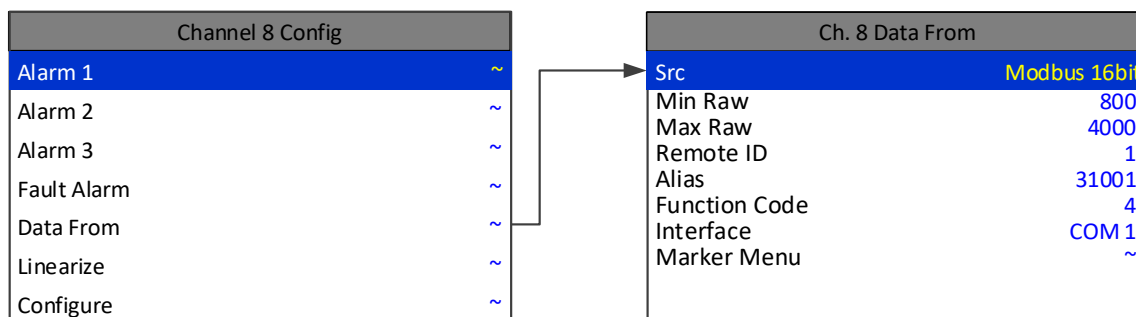 Channel 8 Config
Alarm 1 ~
Alarm 2 ~
Alarm 3 ~
Fault Alarm ~
Data From ~
Linearize ~
Configure ~
Ch. 8 Data From
Src Modbus 16bit
Min Raw 800
Max Raw 4000
Remote ID 1
Alias 31001
Function Code 4
Interface COM 1
Marker Menu ~